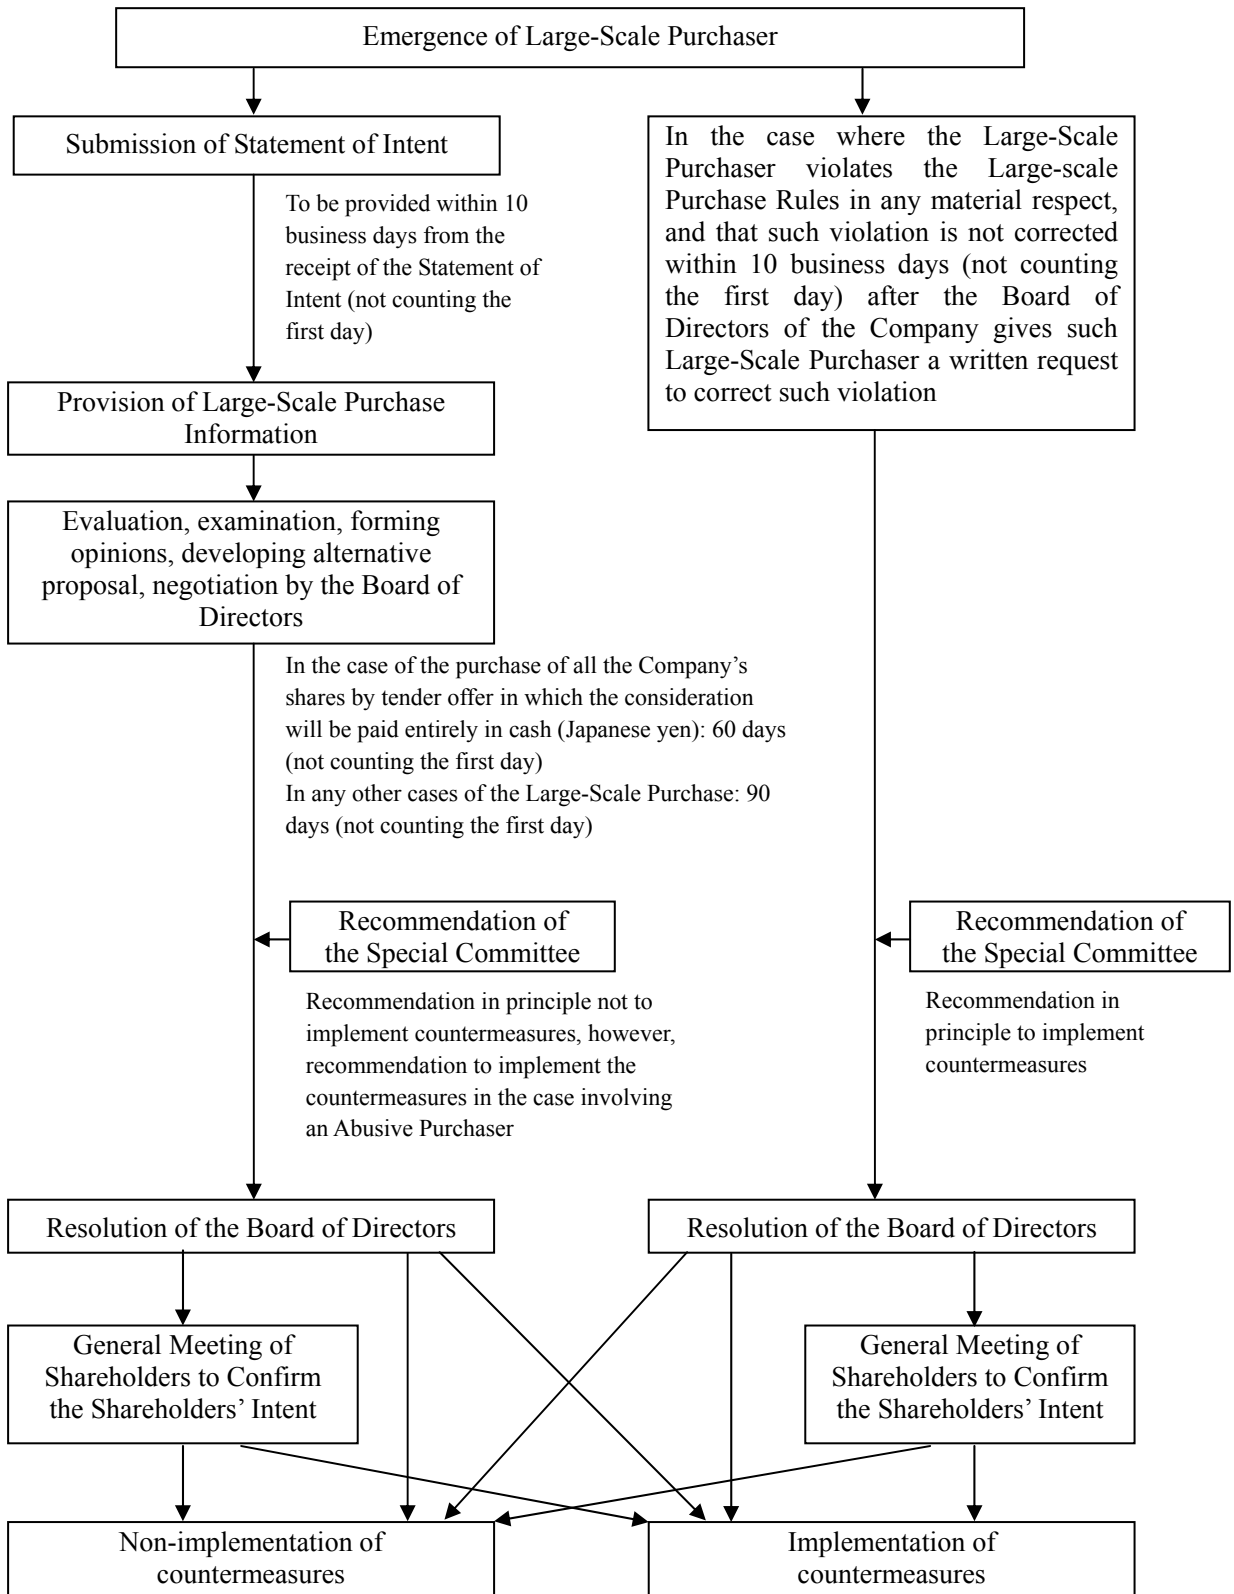 Emergence of Large-Scale Purchaser
Submission of Statement of Intent
To be provided within 10
business days from the
receipt of the Statement of
Intent (not counting the
first day)
In the case where the Large-Scale
Purchaser violates the Large-scale
Purchase Rules in any material respect,
and that such violation is not corrected
within 10 business days (not counting
the first day) after the Board of
Directors of the Company gives such
Large-Scale Purchaser a written request
to correct such violation
Provision of Large-Scale Purchase
Information
Evaluation, examination, forming
opinions, developing alternative
proposal, negotiation by the Board of
Directors
In the case of the purchase of all the Company’s
shares by tender offer in which the consideration
will be paid entirely in cash (Japanese yen): 60 days
(not counting the first day)
In any other cases of the Large-Scale Purchase: 90
days (not counting the first day)
Recommendation of
the Special Committee
Recommendation in principle not to
implement countermeasures, however,
recommendation to implement the
countermeasures in the case involving
an Abusive Purchaser
Recommendation of
the Special Committee
Recommendation in
principle to implement
countermeasures
Resolution of the Board of Directors
Resolution of the Board of Directors
General Meeting of
Shareholders to Confirm
the Shareholders’ Intent
General Meeting of
Shareholders to Confirm
the Shareholders’ Intent
Non-implementation of
countermeasures
Implementation of
countermeasures